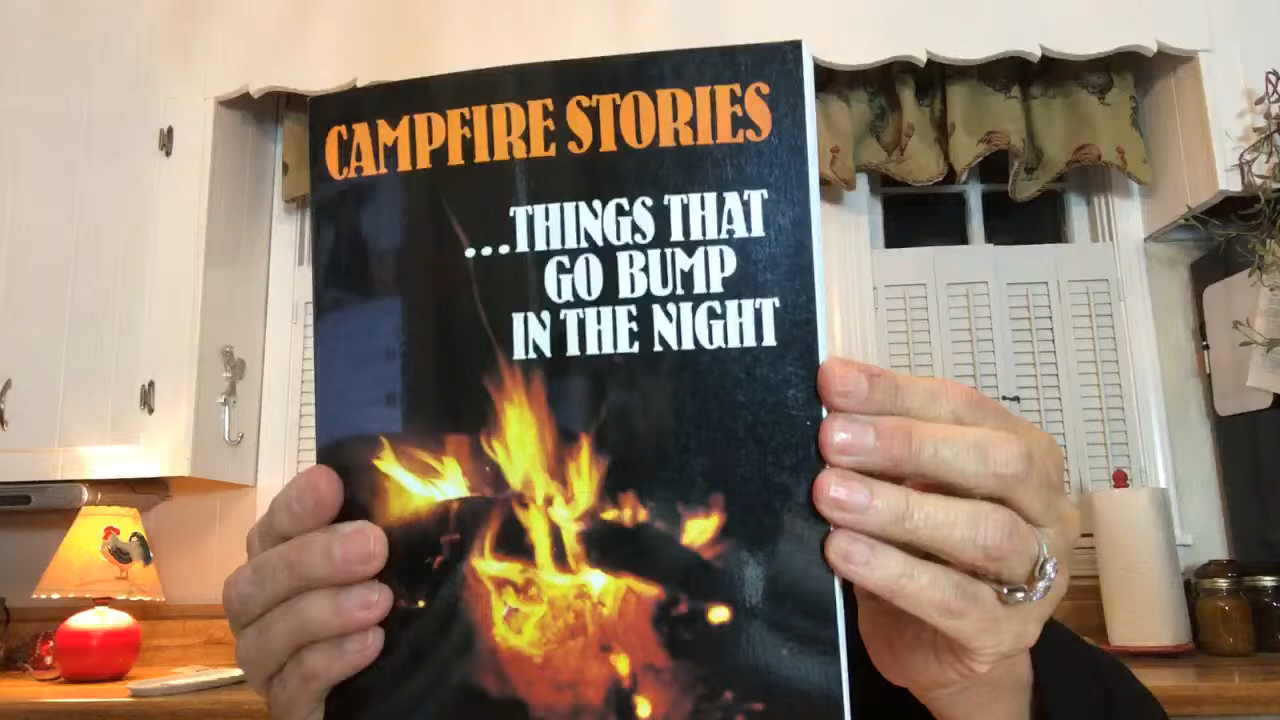 CAMPFIRE STORIES
...THINGS THAT
GO BUMP
IN THE NIGHT